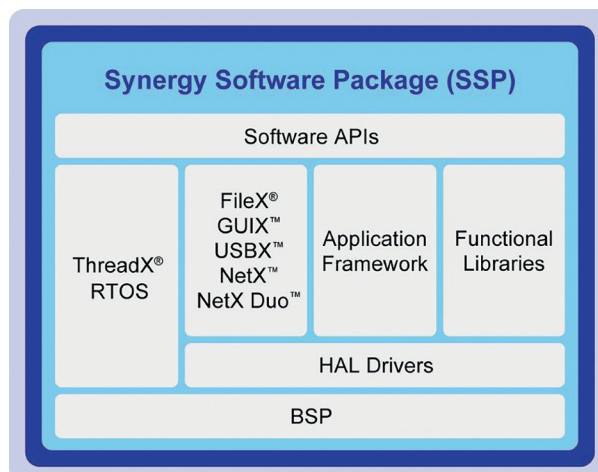 Synergy Software Package (SSP)
Software APIs
ThreadX®
RTOS
FileX®
GUIX™
USBX™
NetX™
NetX Duo™
Application
Framework
Functional
Libraries
HAL Drivers
BSP